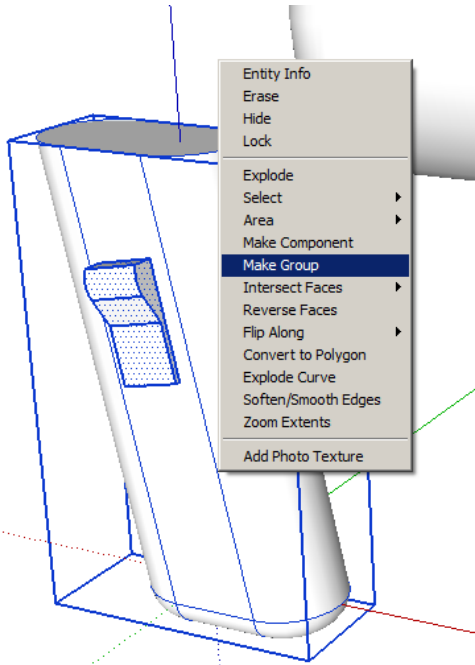 Entity Info
Erase
Hide
Lock
Explode
Select
Area
Make Component
Make Group
Intersect Faces
Reverse Faces
Flip Along
Convert to Polygon
Explode Curve
Soften/Smooth Edges
Zoom Extents
Add Photo Texture